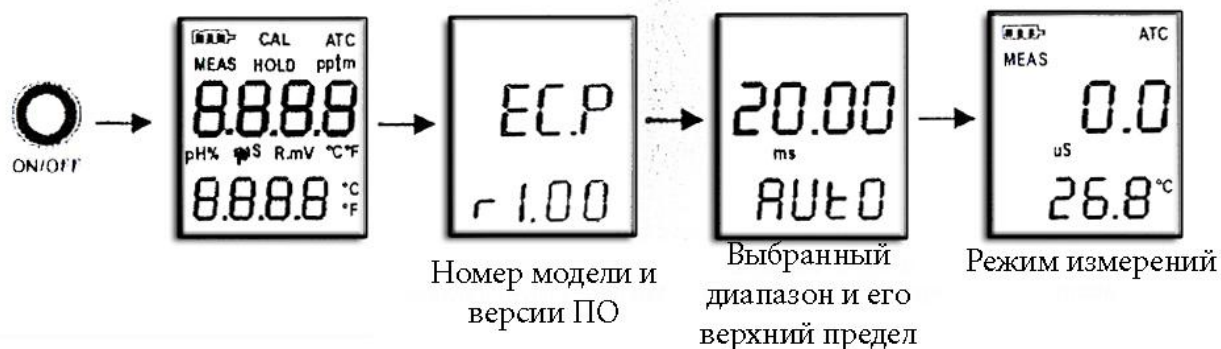 ON/OFF
CAL ATC
MEAS HOLD
8.8.8.8
pH% R.mV °C°F
8.8.8.8 °C
°F
EC.P
r 1.00
Номер модели и
версии ПО
20.00
ms
AUtO
Выбранный
диапазон и его
верхний предел
ATC
MEAS
0.0
uS
26.8 °C
Режим измерений